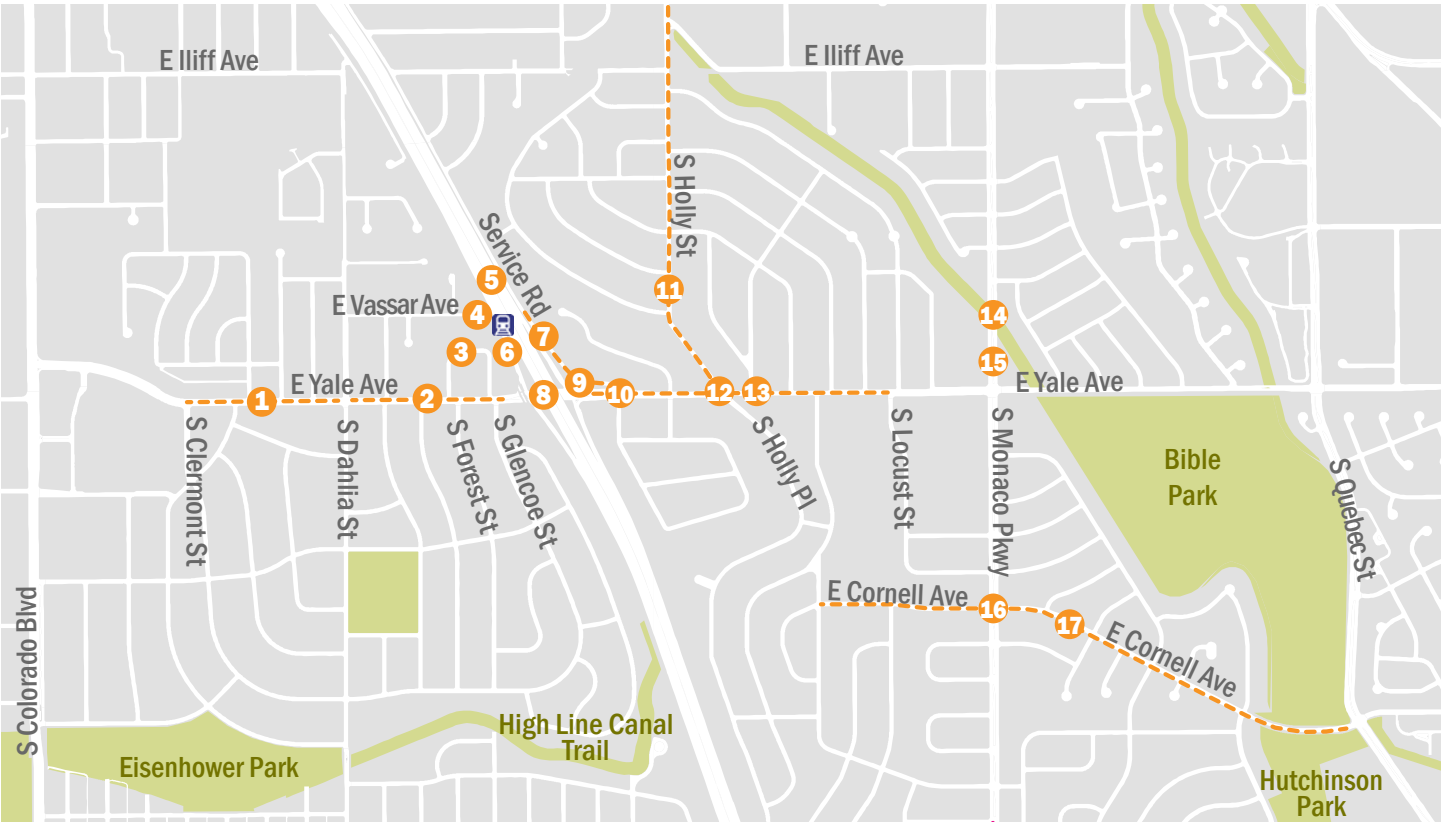 E Iliff Ave
E Iliff Ave
S Holly St
Service Rd
5
11
E Vassar Ave
4
14
7
3
6
15
E Yale Ave
E Yale Ave
1
2
8
9
10
12
13
S Clermont St
S Dahlia St
S Forest St
S Glencoe St
S Holly Pl
S Locust St
S Monaco Pkwy
Bible
Park
S Quebec St
S Colorado Blvd
E Cornell Ave
16
17
E Cornell Ave
High Line Canal
Trail
Eisenhower Park
Hutchinson
Park